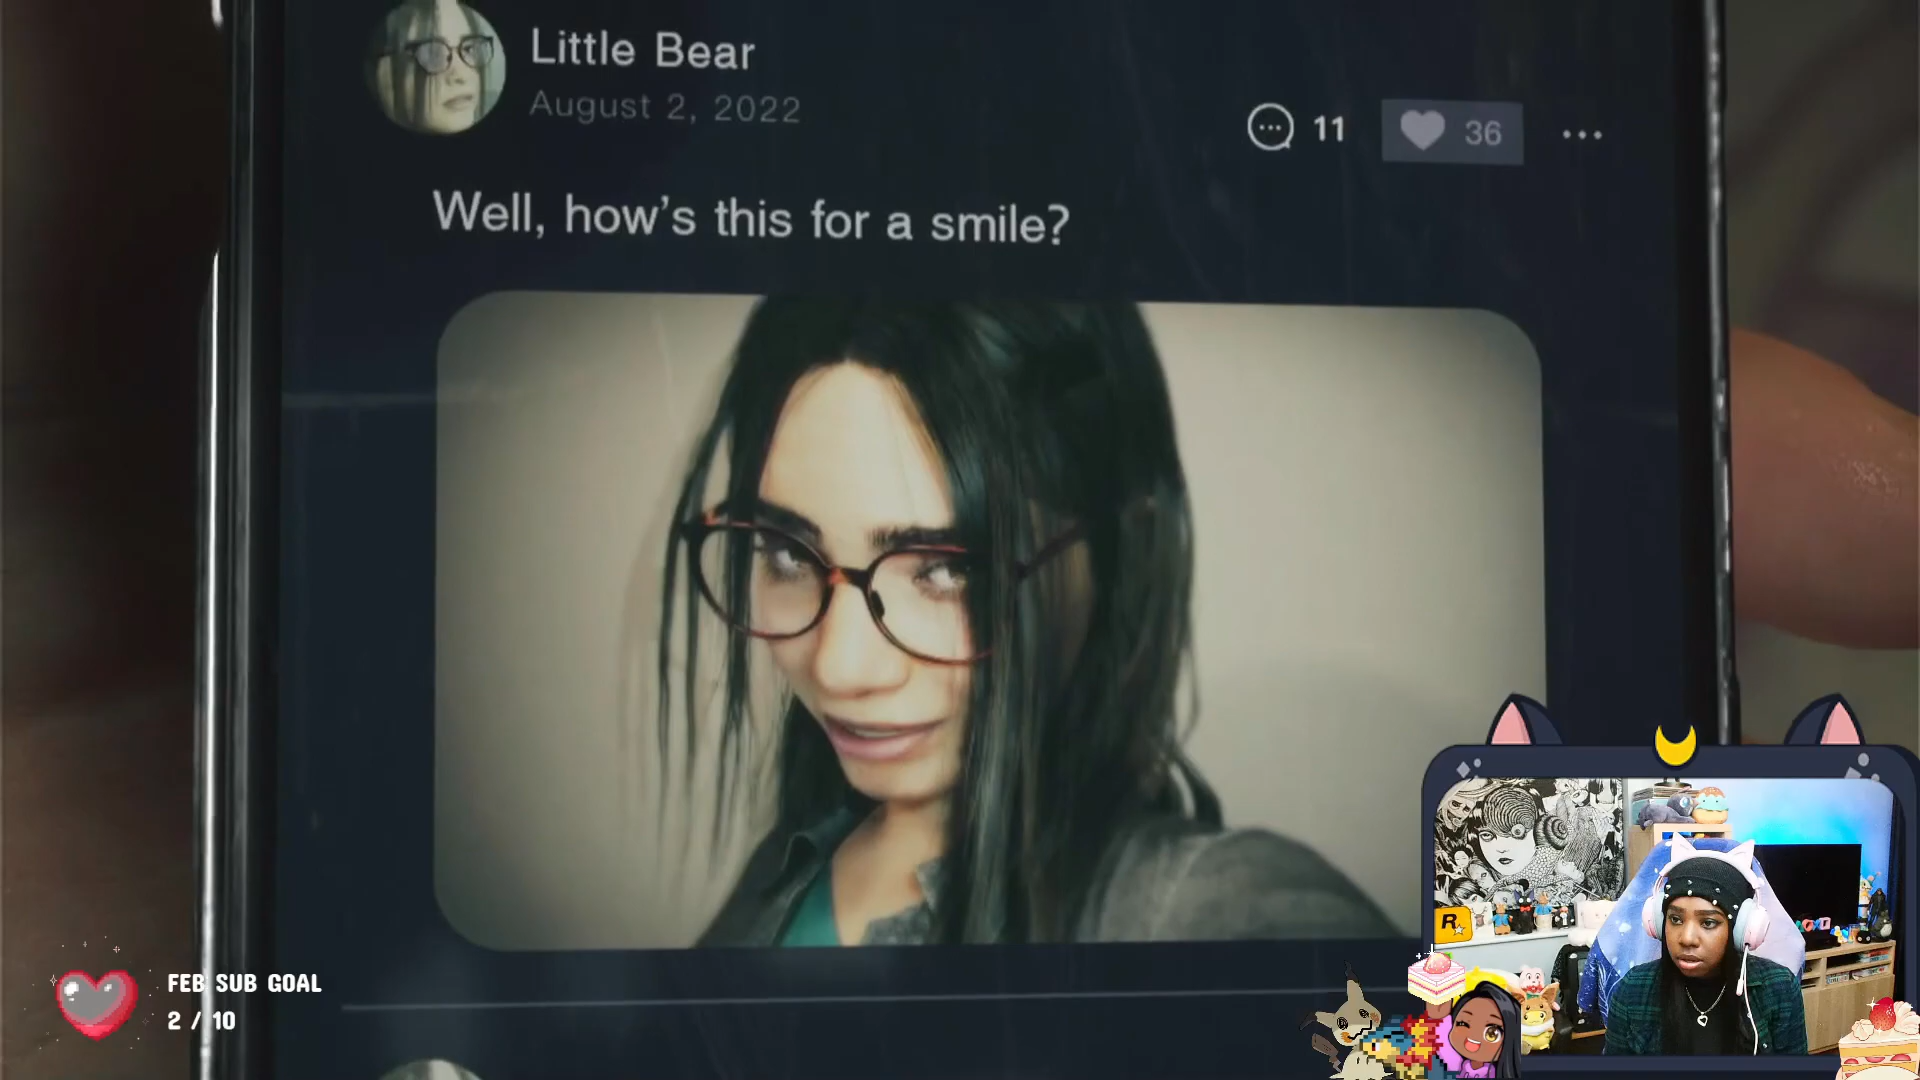 Little Bear
August 2, 2022
11
36
Well, how's this for a smile?
FEB SUB GOAL
2 / 10
R